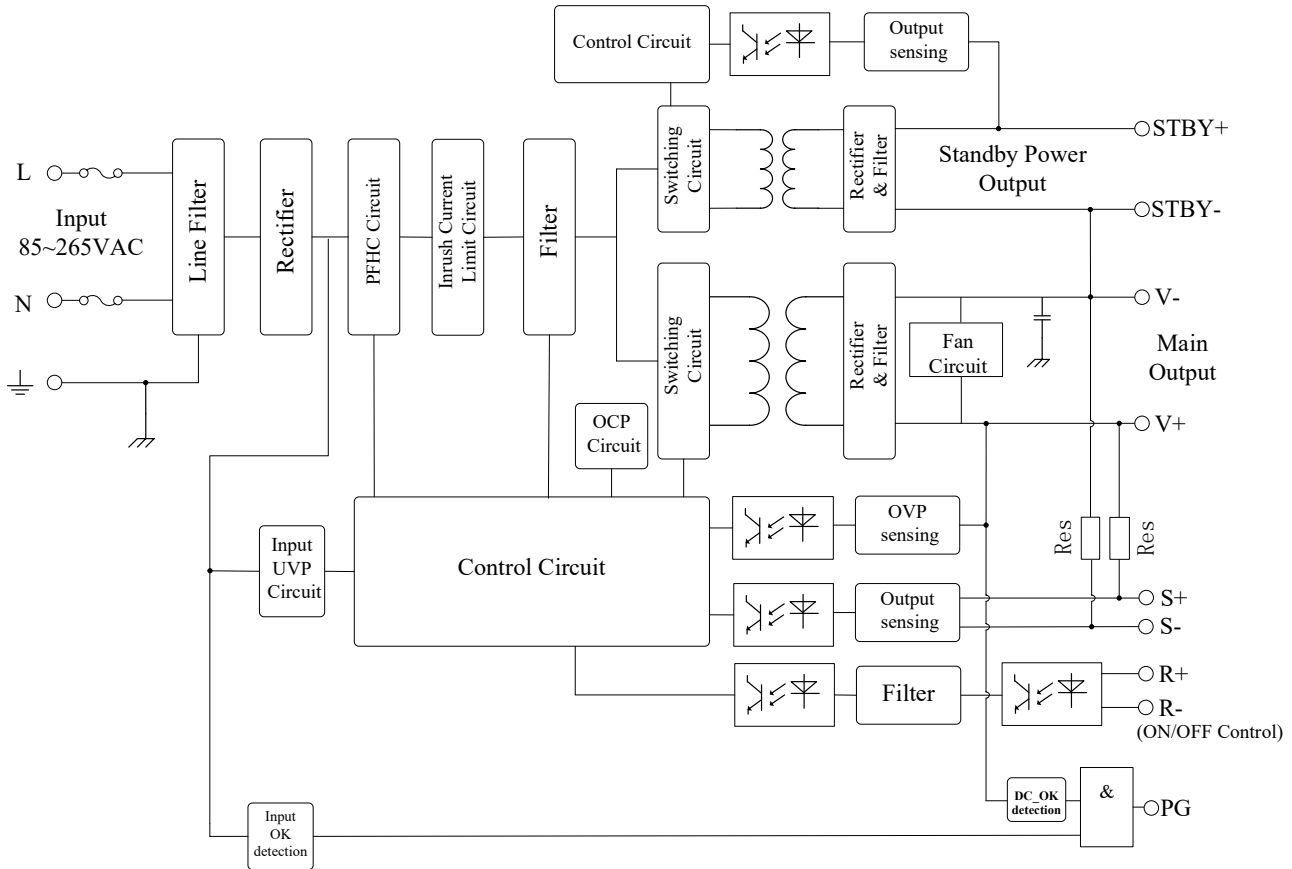 Control Circuit
Output
sensing
STBY+
Switching
Circuit
Rectifier
& Filter
Standby Power
Output
STBY-
L
Input
85~265VAC
N
Line Filter
Rectifier
PFHC Circuit
Inrush Current
Limit Circuit
Filter
Switching
Circuit
Rectifier
& Filter
Fan
Circuit
V-
Main
Output
V+
OCP
Circuit
Input
UVP
Circuit
Control Circuit
OVP
sensing
Res
Res
Output
sensing
S+
S-
Filter
R+
R-
(ON/OFF Control)
DC_OK
detection
&
PG
Input
OK
detection